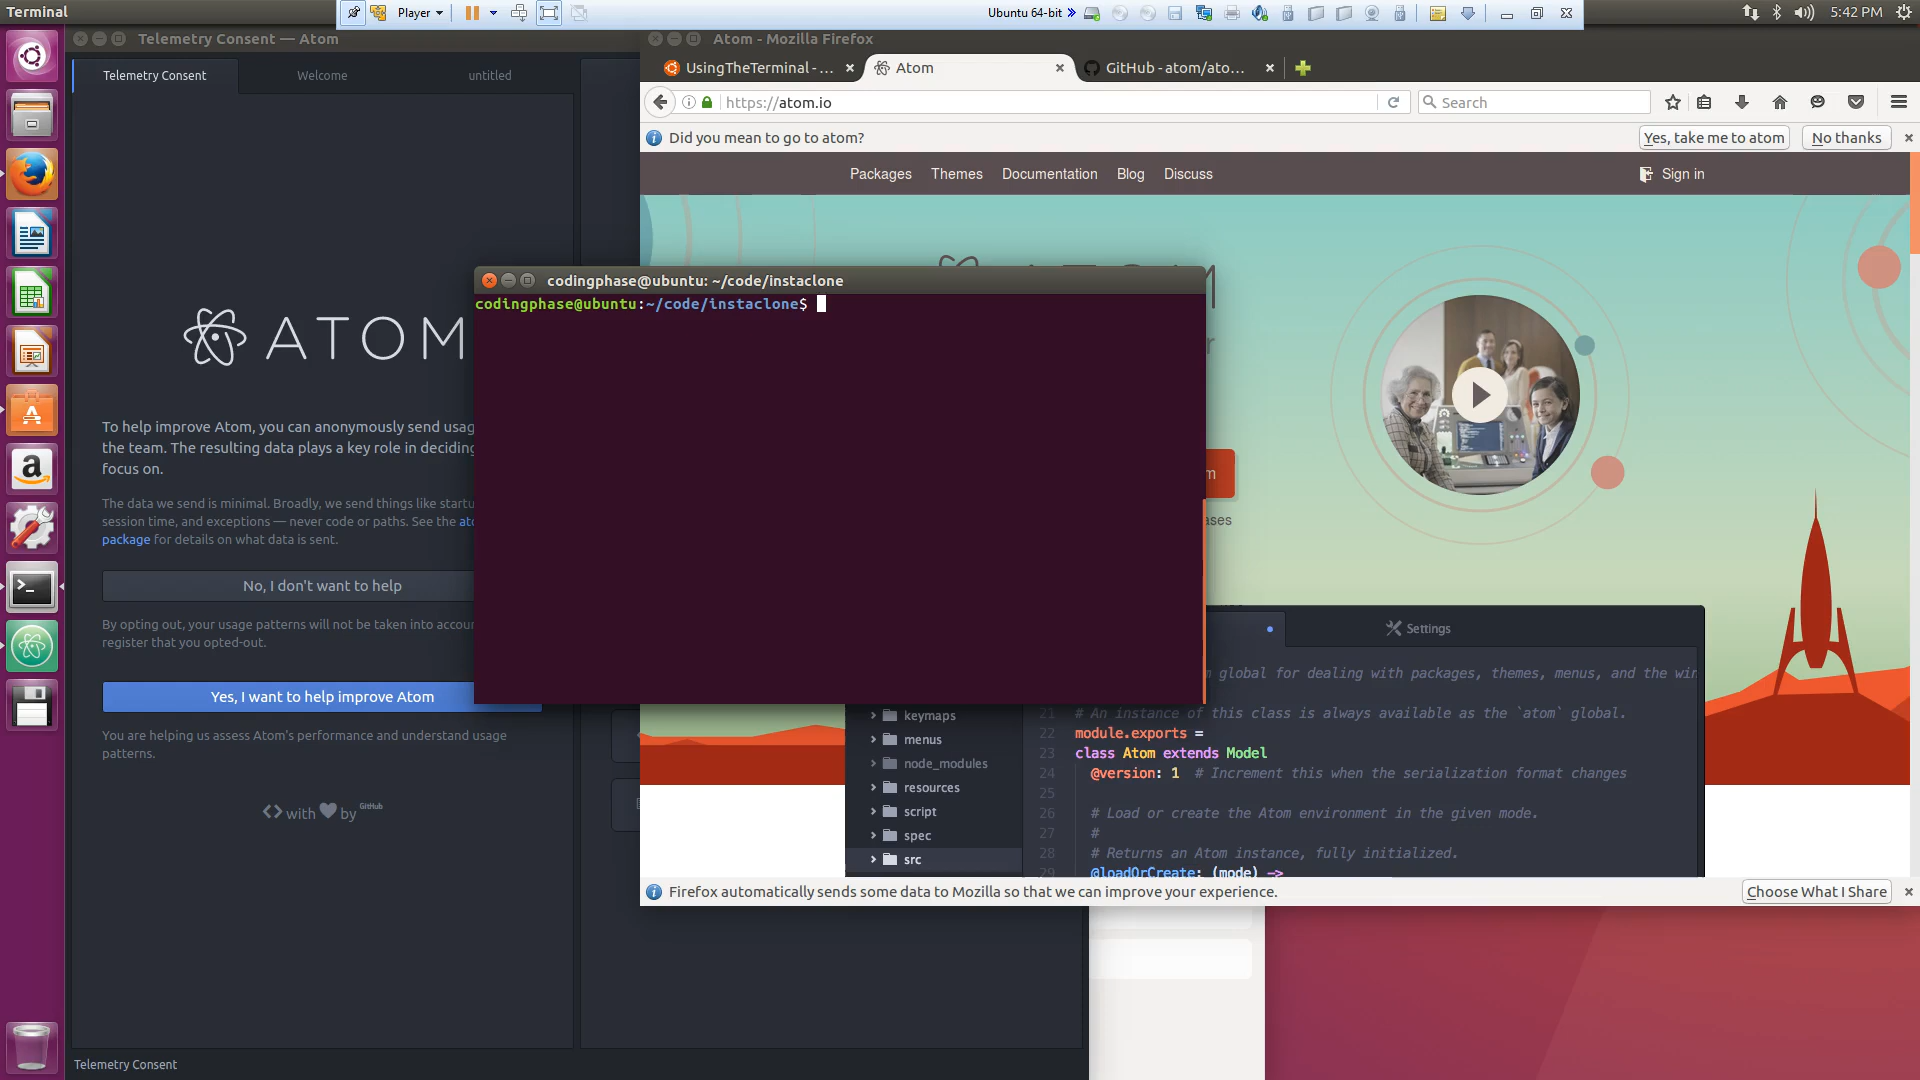 Terminal
Player
Ubuntu 64-bit
5:42 PM
Telemetry Consent — Atom
Telemetry Consent
Welcome
untitled
ATOM
To help improve Atom, you can anonymously send usag
the team. The resulting data plays a key role in deciding
focus on.
The data we send is minimal. Broadly, we send things like startu
session time, and exceptions — never code or paths. See the ato
package for details on what data is sent.
No, I don't want to help
By opting out, your usage patterns will not be taken into accoun
register that you opted-out.
Yes, I want to help improve Atom
You are helping us assess Atom's performance and understand usage
patterns.
with by GitHub
Telemetry Consent
Atom - Mozilla Firefox
UsingTheTerminal - ...
Atom
GitHub - atom/ato...
https://atom.io
Search
Did you mean to go to atom?
Yes, take me to atom
No thanks
Packages
Themes
Documentation
Blog
Discuss
Sign in
codingphase@ubuntu: ~/code/instaclone
codingphase@ubuntu:~/code/instaclone$
r
m
ases
Settings
m global for dealing with packages, themes, menus, and the win
keymaps
menus
node_modules
resources
script
spec
src
21 # An instance of this class is always available as the `atom` global.
22 module.exports =
23 class Atom extends Model
24 @version: 1 # Increment this when the serialization format changes
25
26 # Load or create the Atom environment in the given mode.
27 #
28 # Returns an Atom instance, fully initialized.
29 @loadOrCreate: (mode) ->
Firefox automatically sends some data to Mozilla so that we can improve your experience.
Choose What I Share